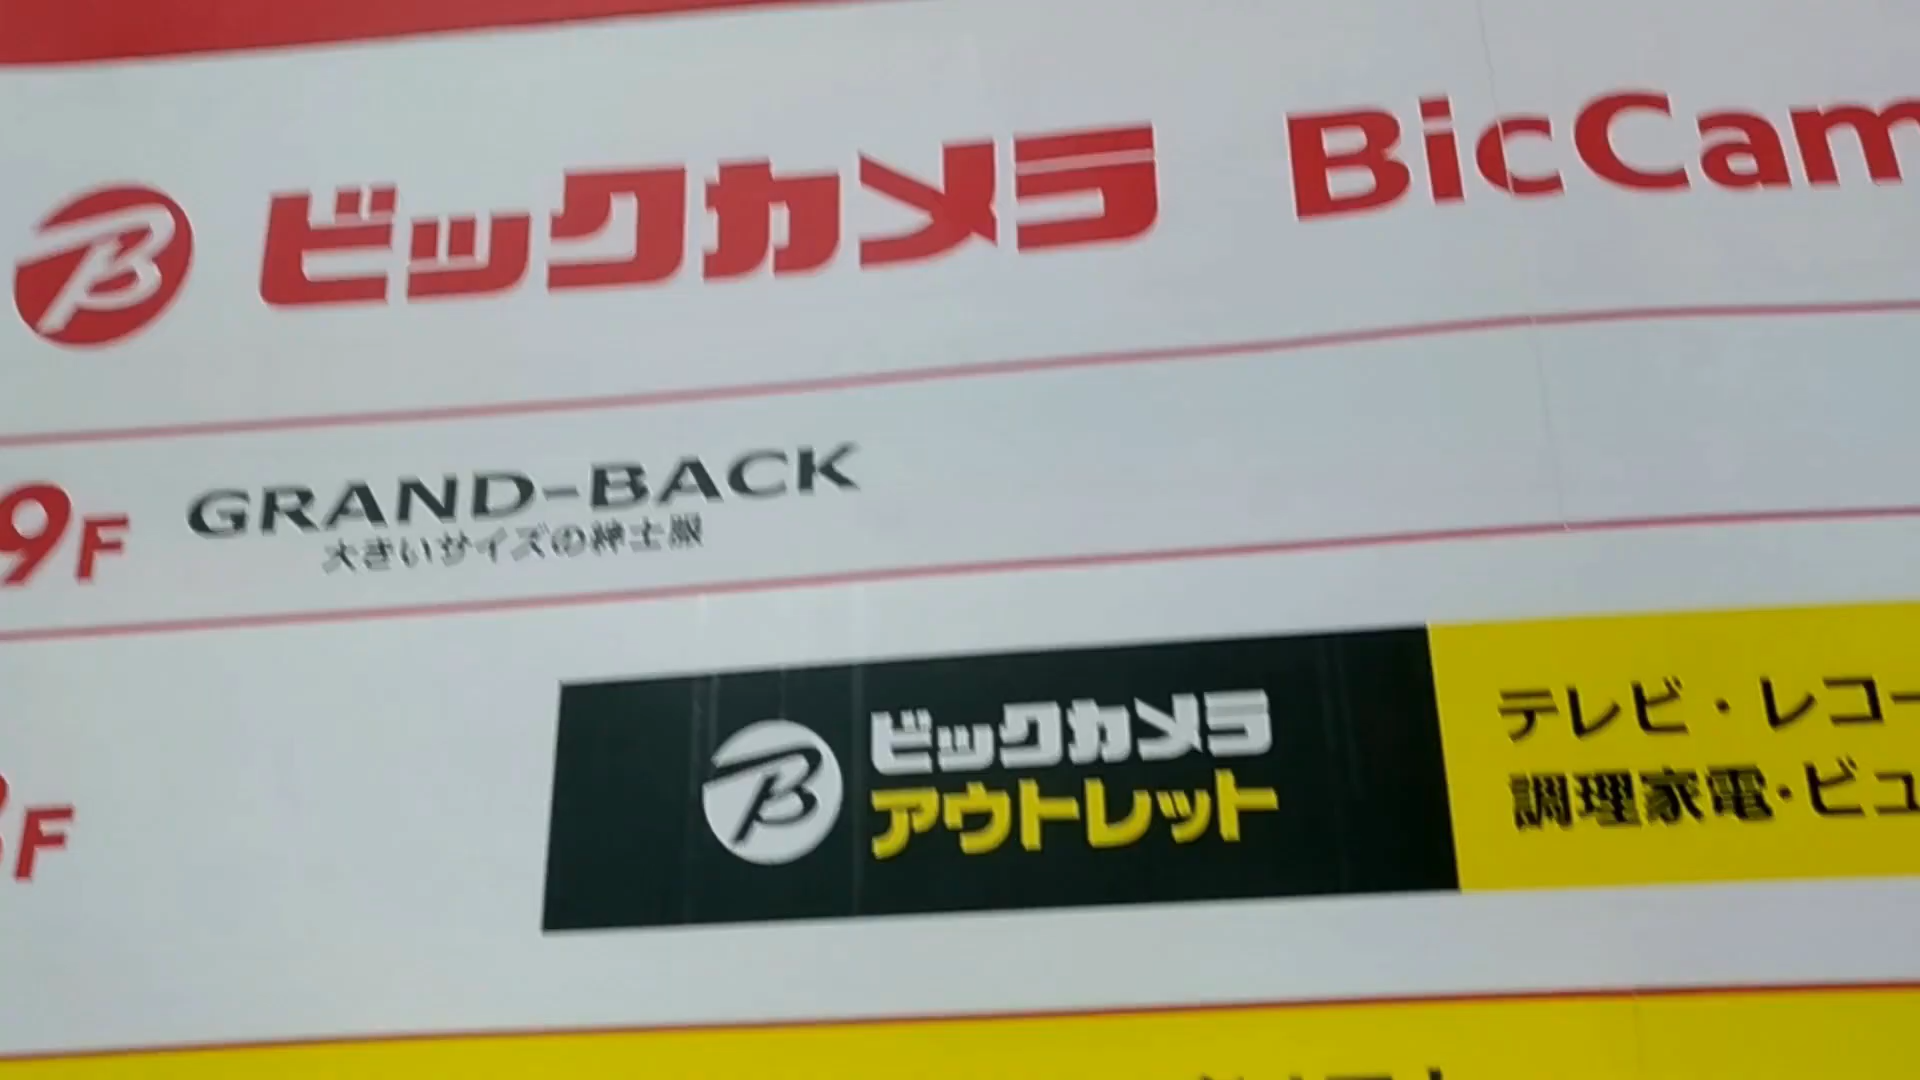 ビックカメラ BicCam
9F GRAND-BACK
大きいサイズの紳士服
F
ビックカメラ
アウトレット
テレビ・レコー
調理家電・ビュ